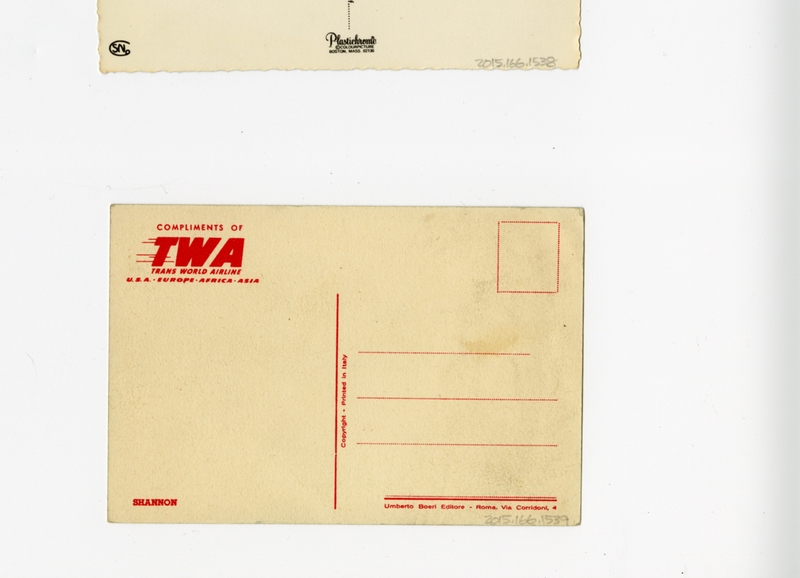 SN
Plastichrome
©COLOURPICTURE
BOSTON, MASS. 02130
2015.166.1538
COMPLIMENTS OF
TWA
TRANS WORLD AIRLINE
U.S.A.·EUROPE·AFRICA·ASIA
Copyright - Printed in Italy
SHANNON
Umberto Boeri Editore - Roma. Via Corridoni, 4
2015.166.1539